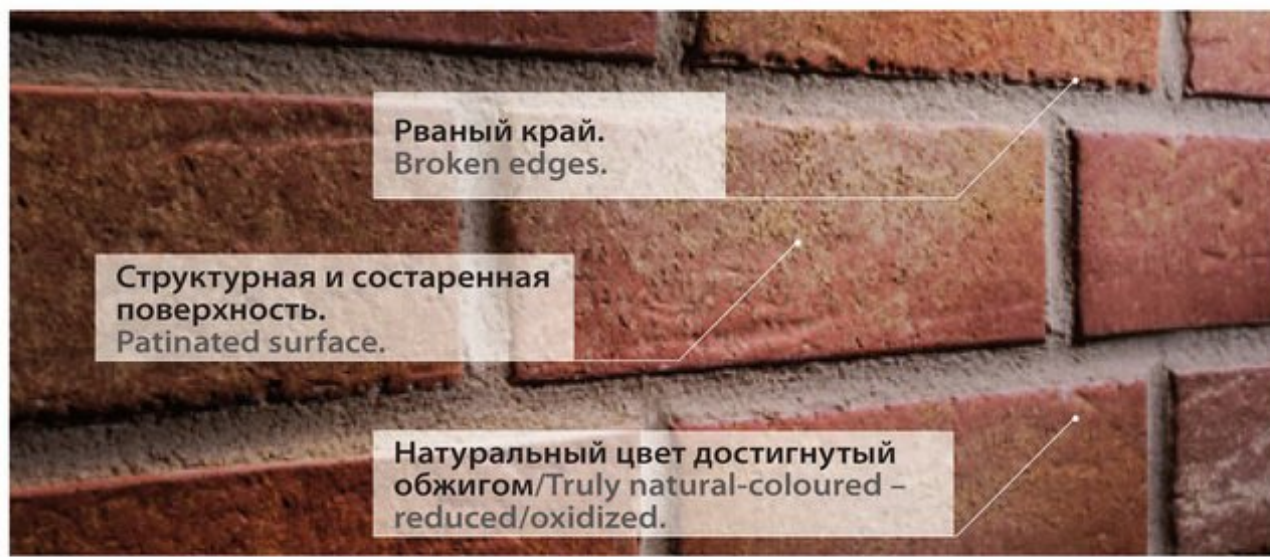 Рваный край.
Broken edges.
Структурная и состаренная
поверхность.
Patinated surface.
Натуральный цвет достигнутый
обжигом/Truly natural-coloured –
reduced/oxidized.